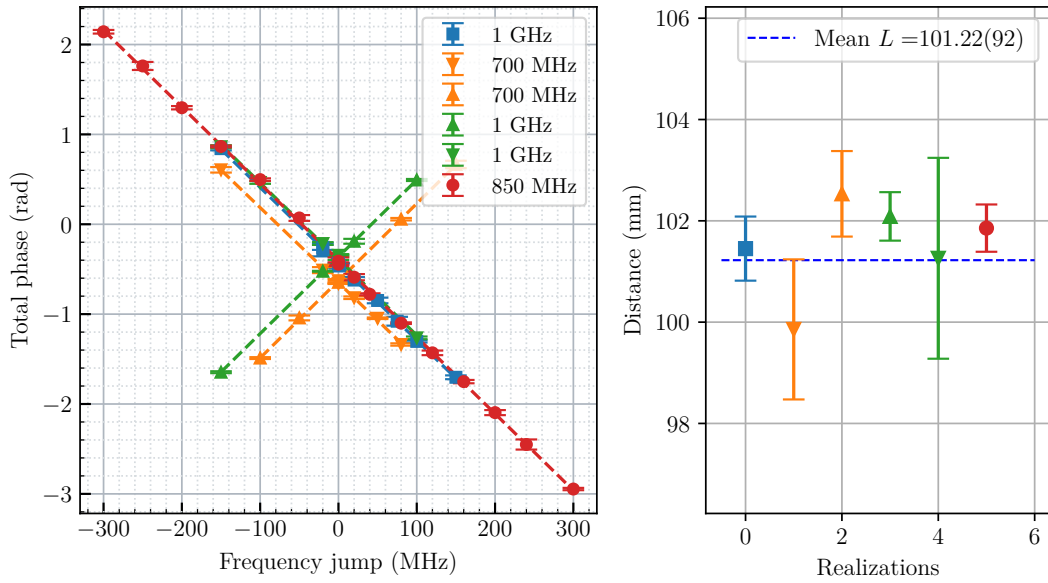 2
1
0
−1
−2
−3
−300
−200
−100
0
100
200
300
Total phase (rad)
Frequency jump (MHz)
1 GHz
700 MHz
700 MHz
1 GHz
1 GHz
850 MHz
106
104
102
100
98
0
2
4
6
Distance (mm)
Realizations
Mean L =101.22(92)